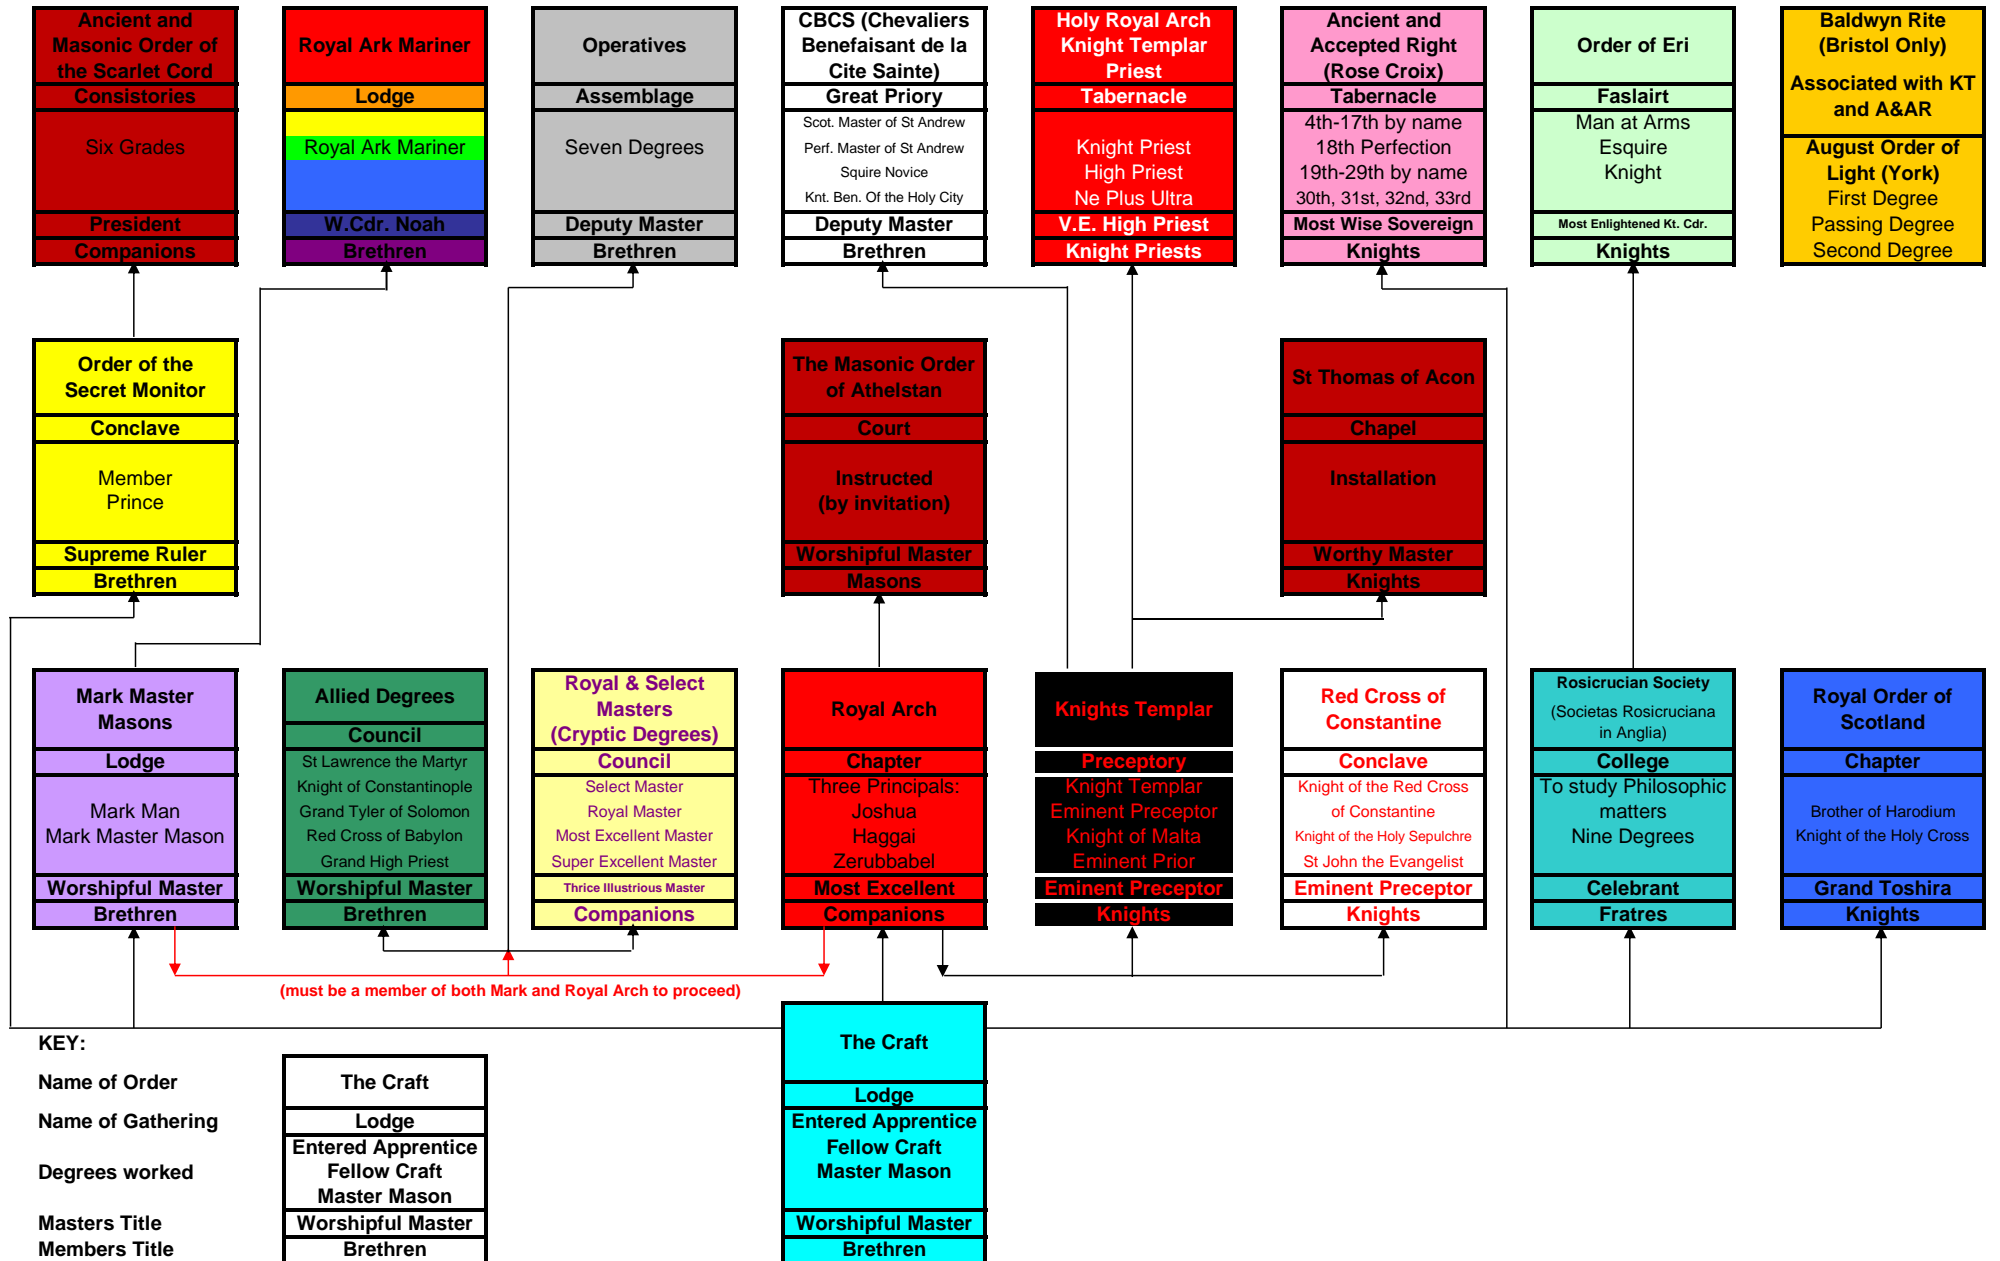 Ancient and
Masonic Order of
the Scarlet Cord
Consistories
Six Grades
President
Companions
Royal Ark Mariner
Lodge
Royal Ark Mariner
W.Cdr. Noah
Brethren
Operatives
Assemblage
Seven Degrees
Deputy Master
Brethren
CBCS (Chevaliers
Benefaisant de la
Cite Sainte)
Great Priory
Scot. Master of St Andrew
Perf. Master of St Andrew
Squire Novice
Knt. Ben. Of the Holy City
Deputy Master
Brethren
Holy Royal Arch
Knight Templar
Priest
Tabernacle
Knight Priest
High Priest
Ne Plus Ultra
V.E. High Priest
Knight Priests
Ancient and
Accepted Right
(Rose Croix)
Tabernacle
4th-17th by name
18th Perfection
19th-29th by name
30th, 31st, 32nd, 33rd
Most Wise Sovereign
Knights
Order of Eri
Faslairt
Man at Arms
Esquire
Knight
Most Enlightened Kt. Cdr.
Knights
Baldwyn Rite
(Bristol Only)
Associated with KT
and A&AR
August Order of
Light (York)
First Degree
Passing Degree
Second Degree
Order of the
Secret Monitor
Conclave
Member
Prince
Supreme Ruler
Brethren
The Masonic Order
of Athelstan
Court
Instructed
(by invitation)
Worshipful Master
Masons
St Thomas of Acon
Chapel
Installation
Worthy Master
Knights
Mark Master
Masons
Lodge
Mark Man
Mark Master Mason
Worshipful Master
Brethren
Allied Degrees
Council
St Lawrence the Martyr
Knight of Constantinople
Grand Tyler of Solomon
Red Cross of Babylon
Grand High Priest
Worshipful Master
Brethren
Royal & Select
Masters
(Cryptic Degrees)
Council
Select Master
Royal Master
Most Excellent Master
Super Excellent Master
Thrice Illustrious Master
Companions
Royal Arch
Chapter
Three Principals:
Joshua
Haggai
Zerubbabel
Most Excellent
Companions
Knights Templar
Preceptory
Knight Templar
Eminent Preceptor
Knight of Malta
Eminent Prior
Eminent Preceptor
Knights
Red Cross of
Constantine
Conclave
Knight of the Red Cross
of Constantine
Knight of the Holy Sepulchre
St John the Evangelist
Eminent Preceptor
Knights
Rosicrucian Society
(Societas Rosicruciana
in Anglia)
College
To study Philosophic
matters
Nine Degrees
Celebrant
Fratres
Royal Order of
Scotland
Chapter
Brother of Harodium
Knight of the Holy Cross
Grand Toshira
Knights
(must be a member of both Mark and Royal Arch to proceed)
The Craft
Lodge
Entered Apprentice
Fellow Craft
Master Mason
Worshipful Master
Brethren
KEY:
Name of Order
The Craft
Name of Gathering
Lodge
Degrees worked
Entered Apprentice
Fellow Craft
Master Mason
Masters Title
Worshipful Master
Members Title
Brethren